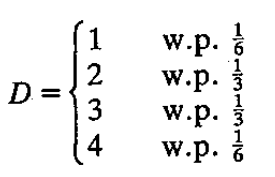 D = { 1 w.p. 1/6
2 w.p. 1/3
3 w.p. 1/3
4 w.p. 1/6